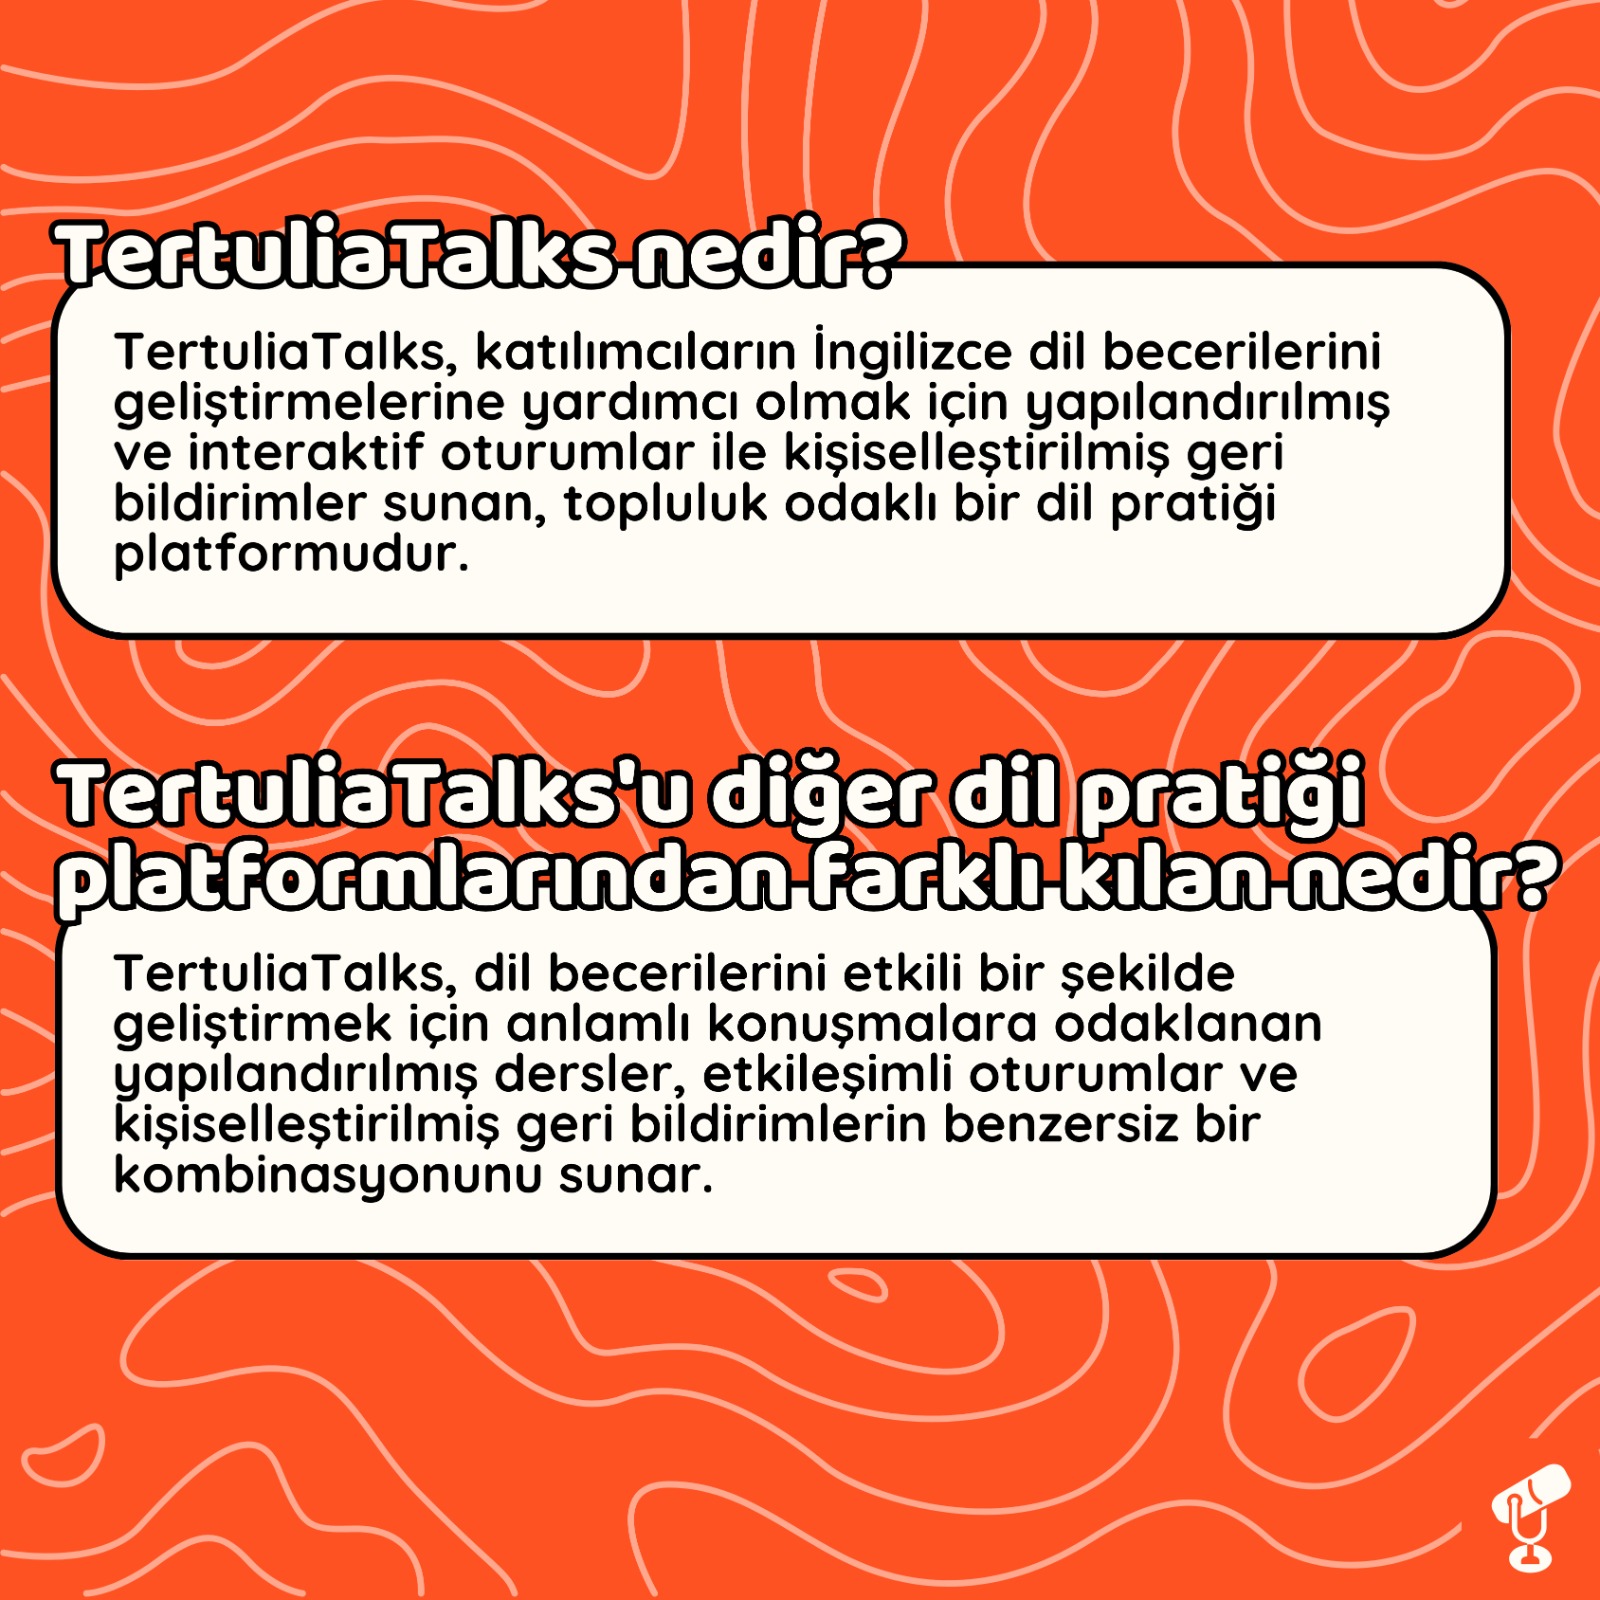 TertuliaTalks nedir?
TertuliaTalks, katılımcıların İngilizce dil becerilerini
geliştirmelerine yardımcı olmak için yapılandırılmış
ve interaktif oturumlar ile kişiselleştirilmiş geri
bildirimler sunan, topluluk odaklı bir dil pratiği
platformudur.
TertuliaTalks'u diğer dil pratiği
platformlarından farklı kılan nedir?
TertuliaTalks, dil becerilerini etkili bir şekilde
geliştirmek için anlamlı konuşmalara odaklanan
yapılandırılmış dersler, etkileşimli oturumlar ve
kişiselleştirilmiş geri bildirimlerin benzersiz bir
kombinasyonunu sunar.